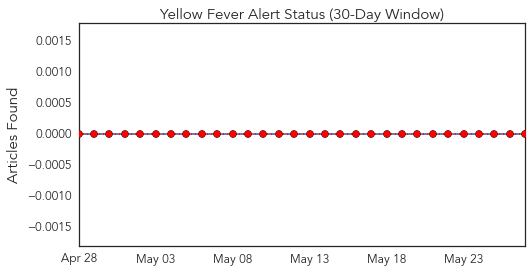 Yellow Fever Alert Status (30-Day Window)
Articles Found
0.0015
0.0010
0.0005
0.0000
−0.0005
−0.0010
−0.0015
Apr 28 May 03 May 08 May 13 May 18 May 23